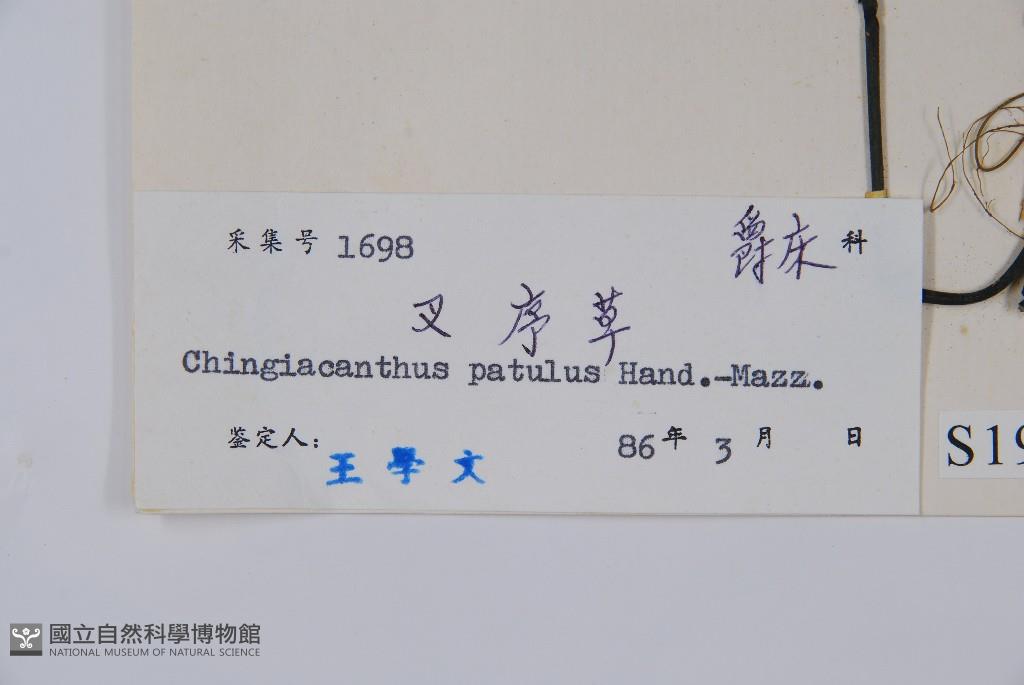 采集号 1698 爵床 科
叉序草
Chingiacanthus patulus Hand.-Mazz.
鉴定人: 王學文 86年 3月 日
S19
國立自然科學博物館
NATIONAL MUSEUM OF NATURAL SCIENCE